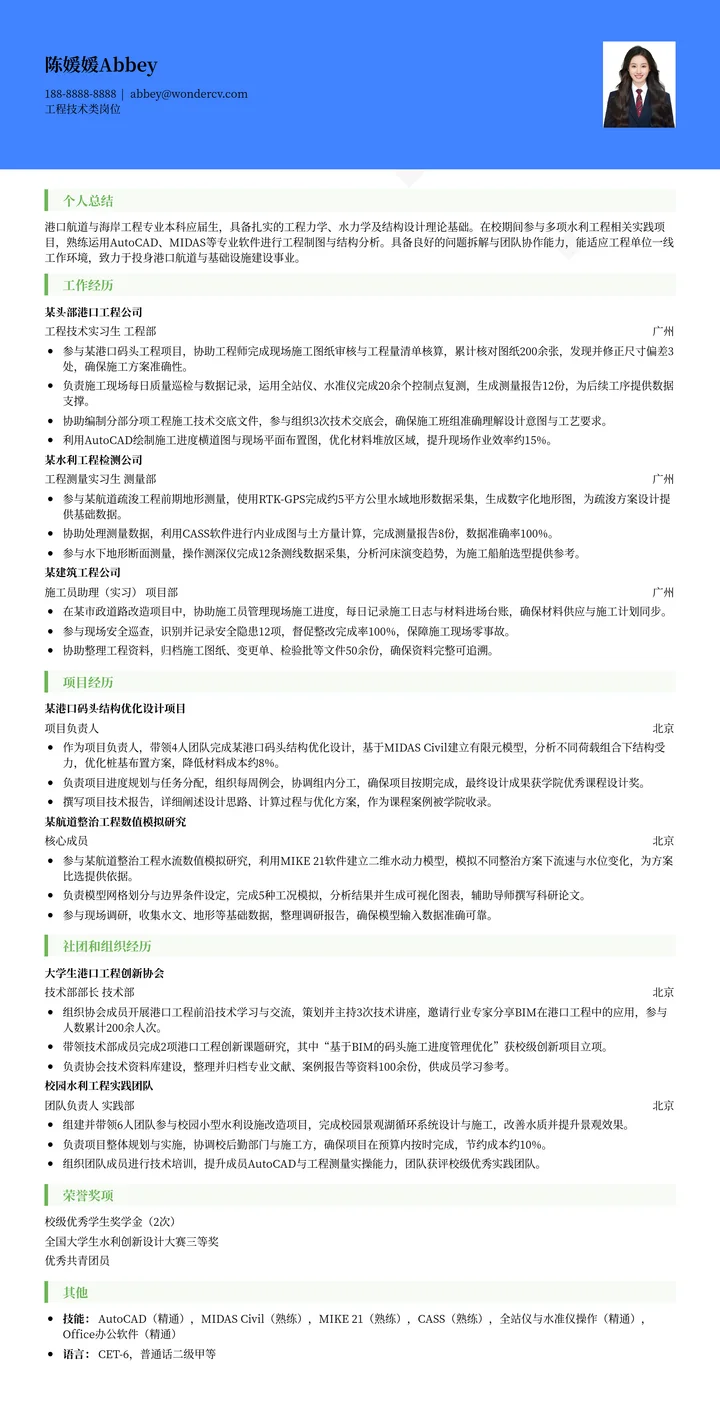 陈媛媛Abbey
188-8888-8888 | abbey@wondercv.com
工程技术类岗位
个人总结
港口航道与海岸工程专业本科应届生，具备扎实的工程力学、水力学及结构设计理论基础。在校期间参与多项水利工程相关实践项
目，熟练运用AutoCAD、MIDAS等专业软件进行工程制图与结构分析。具备良好的问题拆解与团队协作能力，能适应工程单位一线
工作环境，致力于投身港口航道与基础设施建设事业。
工作经历
某头部港口工程公司
工程技术实习生 工程部 广州
• 参与某港口码头工程项目，协助工程师完成现场施工图纸审核与工程量清单核算，累计核对图纸200余张，发现并修正尺寸偏差3
处，确保施工方案准确性。
• 负责施工现场每日质量巡检与数据记录，运用全站仪、水准仪完成20余个控制点复测，生成测量报告12份，为后续工序提供数据
支撑。
• 协助编制分部分项工程施工技术交底文件，参与组织3次技术交底会，确保施工班组准确理解设计意图与工艺要求。
• 利用AutoCAD绘制施工进度横道图与现场平面布置图，优化材料堆放区域，提升现场作业效率约15%。
某水利工程检测公司
工程测量实习生 测量部 广州
• 参与某航道疏浚工程前期地形测量，使用RTK-GPS完成约5平方公里水域地形数据采集，生成数字化地形图，为疏浚方案设计提
供基础数据。
• 协助处理测量数据，利用CASS软件进行内业成图与土方量计算，完成测量报告8份，数据准确率100%。
• 参与水下地形断面测量，操作测深仪完成12条测线数据采集，分析河床演变趋势，为施工船舶选型提供参考。
某建筑工程公司
施工员助理（实习） 项目部 广州
• 在某市政道路改造项目中，协助施工员管理现场施工进度，每日记录施工日志与材料进场台账，确保材料供应与施工计划同步。
• 参与现场安全巡查，识别并记录安全隐患12项，督促整改完成率100%，保障施工现场零事故。
• 协助整理工程资料，归档施工图纸、变更单、检验批等文件50余份，确保资料完整可追溯。
项目经历
某港口码头结构优化设计项目
项目负责人 北京
• 作为项目负责人，带领4人团队完成某港口码头结构优化设计，基于MIDAS Civil建立有限元模型，分析不同荷载组合下结构受
力，优化桩基布置方案，降低材料成本约8%。
• 负责项目进度规划与任务分配，组织每周例会，协调组内分工，确保项目按期完成，最终设计成果获学院优秀课程设计奖。
• 撰写项目技术报告，详细阐述设计思路、计算过程与优化方案，作为课程案例被学院收录。
某航道整治工程数值模拟研究
核心成员 北京
• 参与某航道整治工程水流数值模拟研究，利用MIKE 21软件建立二维水动力模型，模拟不同整治方案下流速与水位变化，为方案
比选提供依据。
• 负责模型网格划分与边界条件设定，完成5种工况模拟，分析结果并生成可视化图表，辅助导师撰写科研论文。
• 参与现场调研，收集水文、地形等基础数据，整理调研报告，确保模型输入数据准确可靠。
社团和组织经历
大学生港口工程创新协会
技术部部长 技术部 北京
• 组织协会成员开展港口工程前沿技术学习与交流，策划并主持3次技术讲座，邀请行业专家分享BIM在港口工程中的应用，参与
人数累计200余人次。
• 带领技术部成员完成2项港口工程创新课题研究，其中“基于BIM的码头施工进度管理优化”获校级创新项目立项。
• 负责协会技术资料库建设，整理并归档专业文献、案例报告等资料100余份，供成员学习参考。
校园水利工程实践团队
团队负责人 实践部 北京
• 组建并带领6人团队参与校园小型水利设施改造项目，完成校园景观湖循环系统设计与施工，改善水质并提升景观效果。
• 负责项目整体规划与实施，协调校后勤部门与施工方，确保项目在预算内按时完成，节约成本约10%。
• 组织团队成员进行技术培训，提升成员AutoCAD与工程测量实操能力，团队获评校级优秀实践团队。
荣誉奖项
校级优秀学生奖学金（2次）
全国大学生水利创新设计大赛三等奖
优秀共青团员
其他
• 技能： AutoCAD（精通），MIDAS Civil（熟练），MIKE 21（熟练），CASS（熟练），全站仪与水准仪操作（精通），
Office办公软件（精通）
• 语言： CET-6，普通话二级甲等